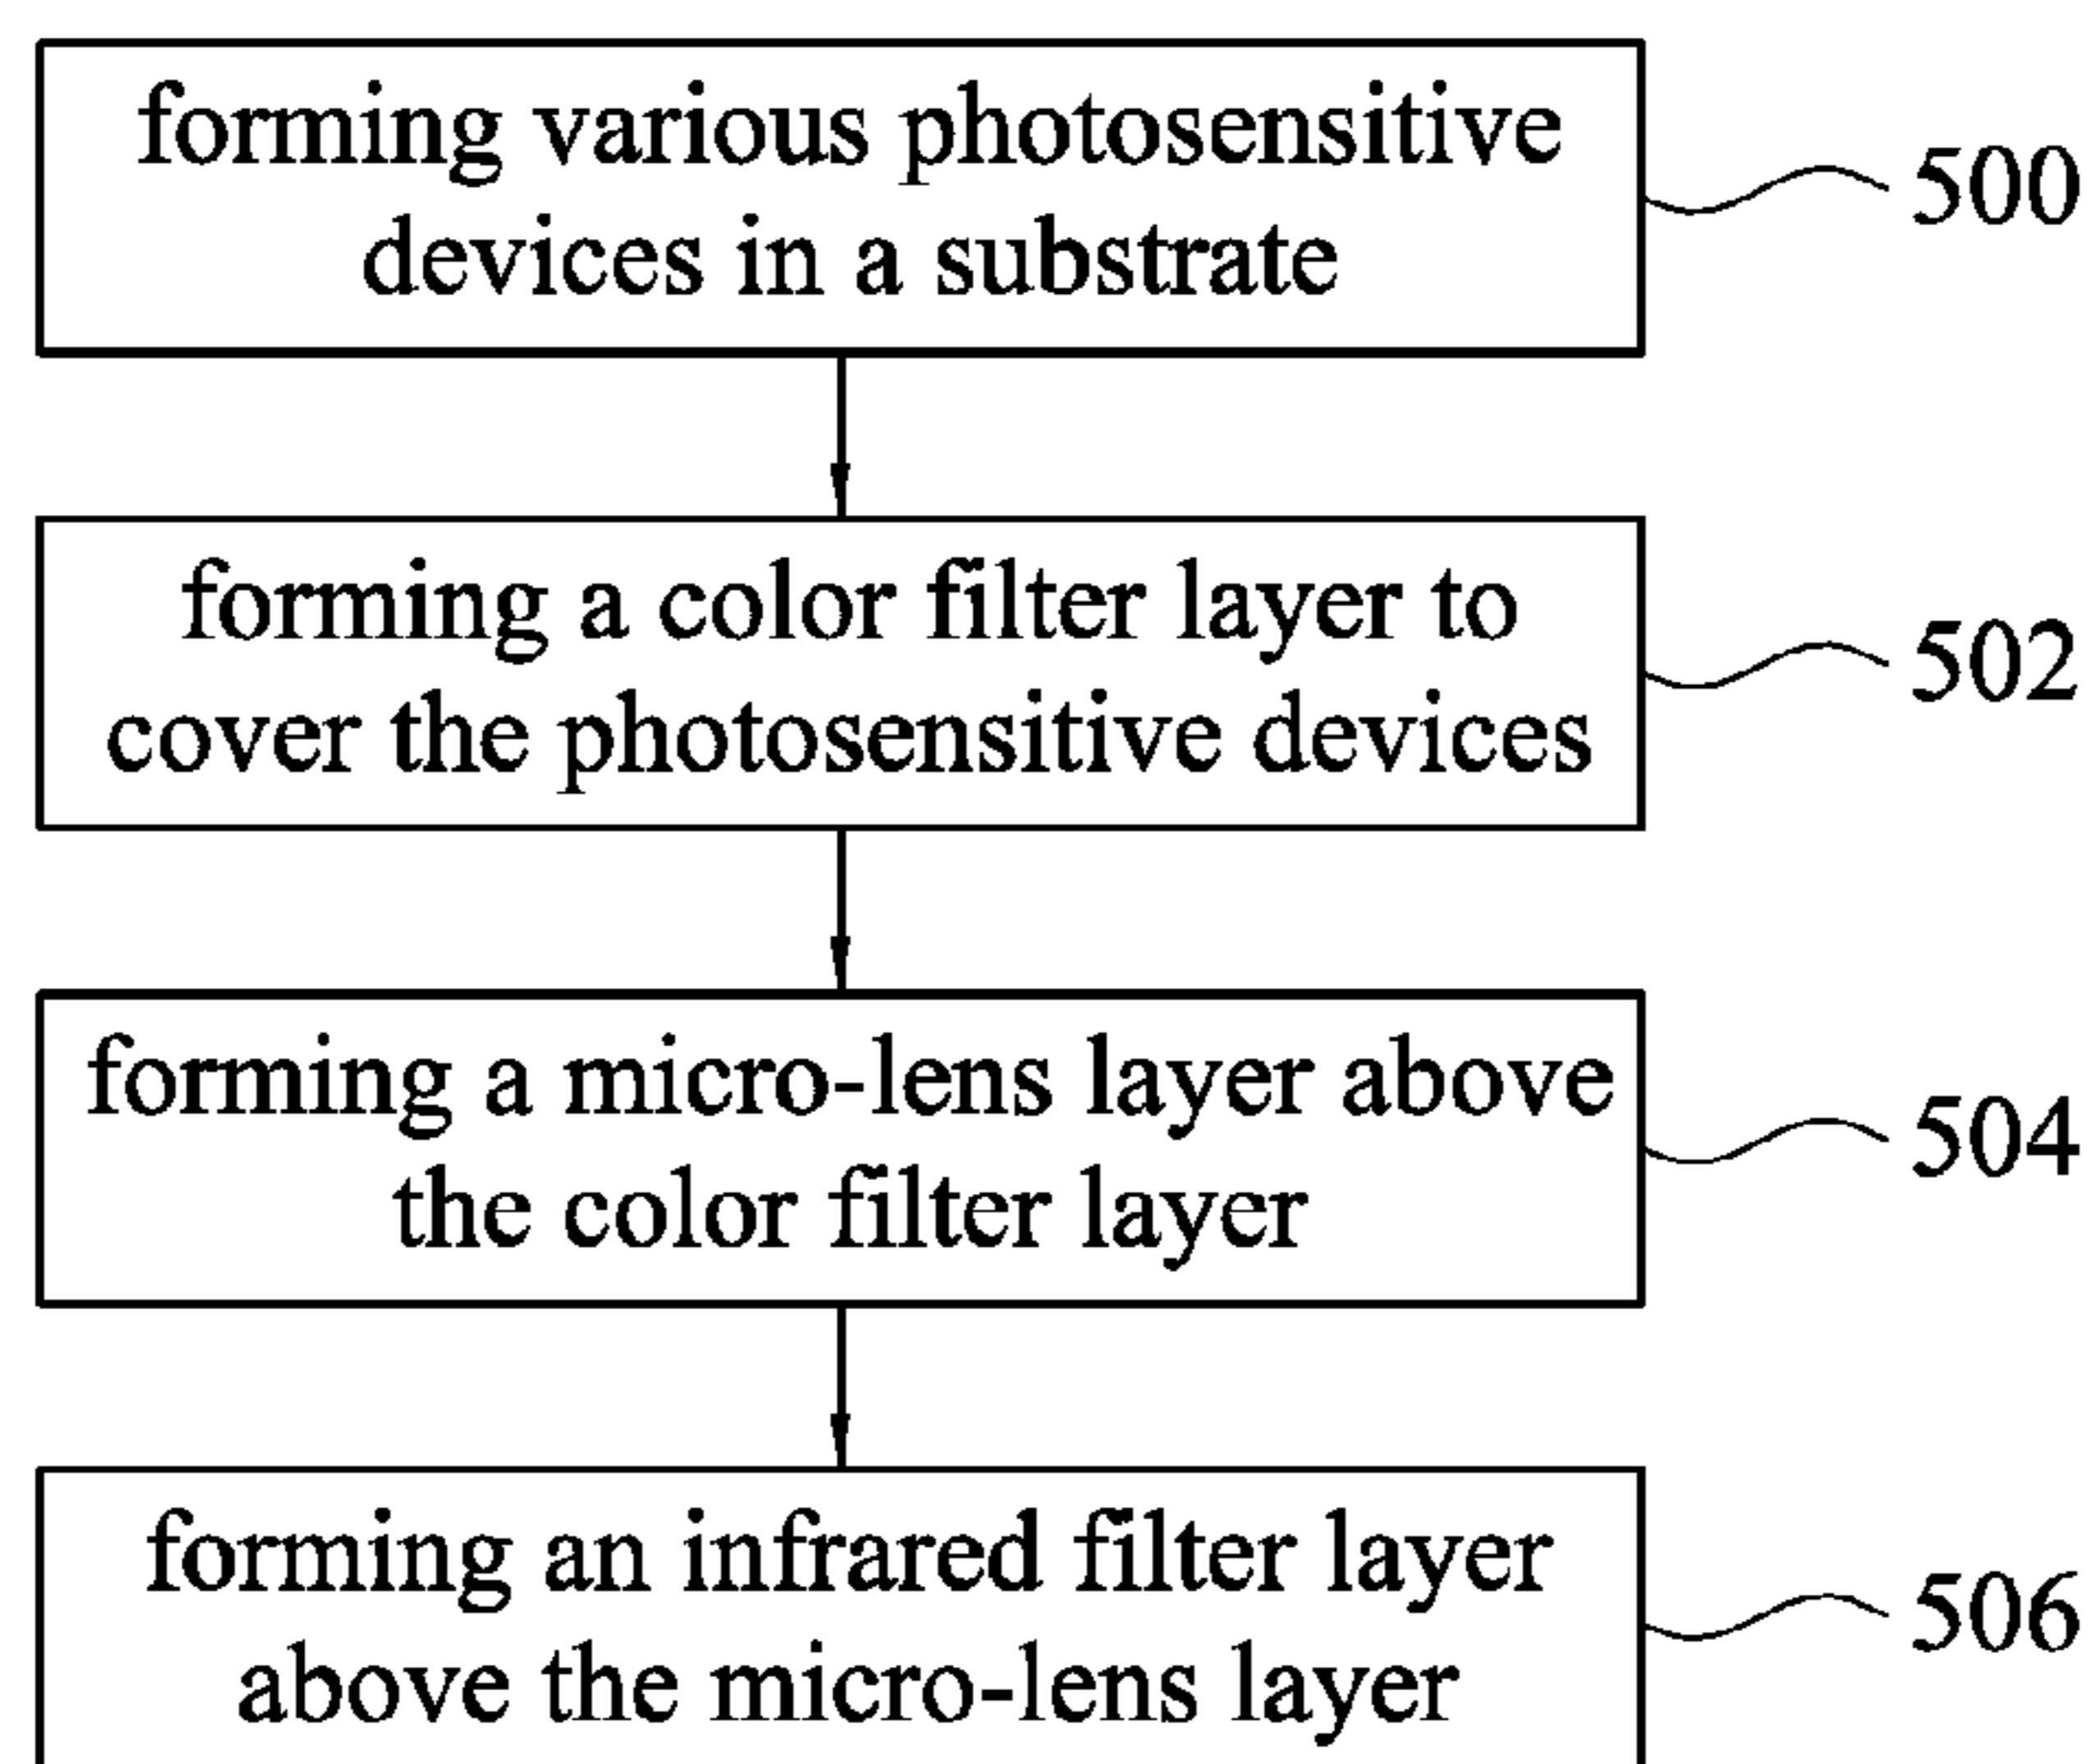 forming various photosensitive
devices in a substrate
500
forming a color filter layer to
cover the photosensitive devices
502
forming a micro-lens layer above
the color filter layer
504
forming an infrared filter layer
above the micro-lens layer
506